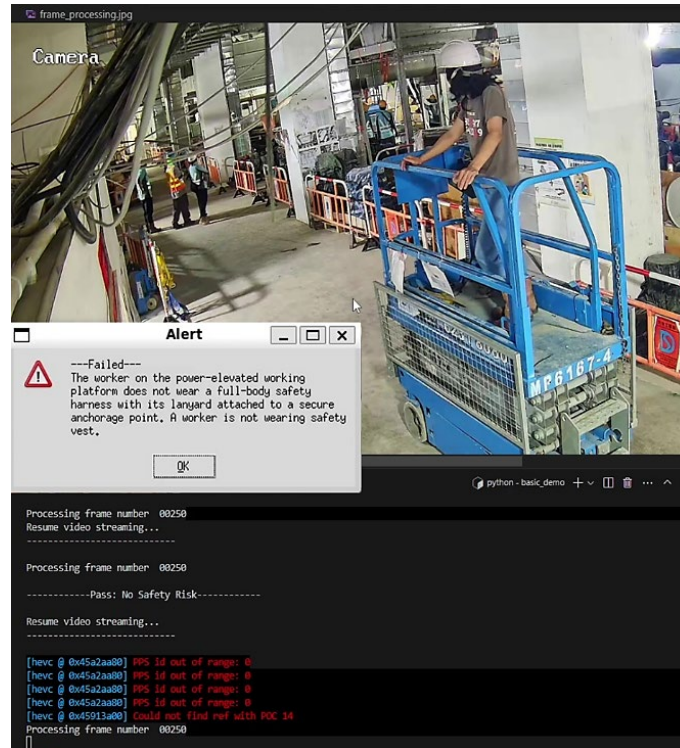 frame_processing.jpg
Camera
MP6167-4
Alert
---Failed---
The worker on the power-elevated working
platform does not wear a full-body safety
harness with its lanyard attached to a secure
anchorage point. A worker is not wearing safety
vest.
OK
python - basic_demo
Processing frame number 00250
Resume video streaming...
----------------------------
Processing frame number 00250
------------Pass: No Safety Risk------------
Resume video streaming...
----------------------------
[hevc @ 0x45a2aa80] PPS id out of range: 0
[hevc @ 0x45a2aa80] PPS id out of range: 0
[hevc @ 0x45a2aa80] PPS id out of range: 0
[hevc @ 0x45a2aa80] PPS id out of range: 0
[hevc @ 0x45913a00] Could not find ref with POC 14
Processing frame number 00250